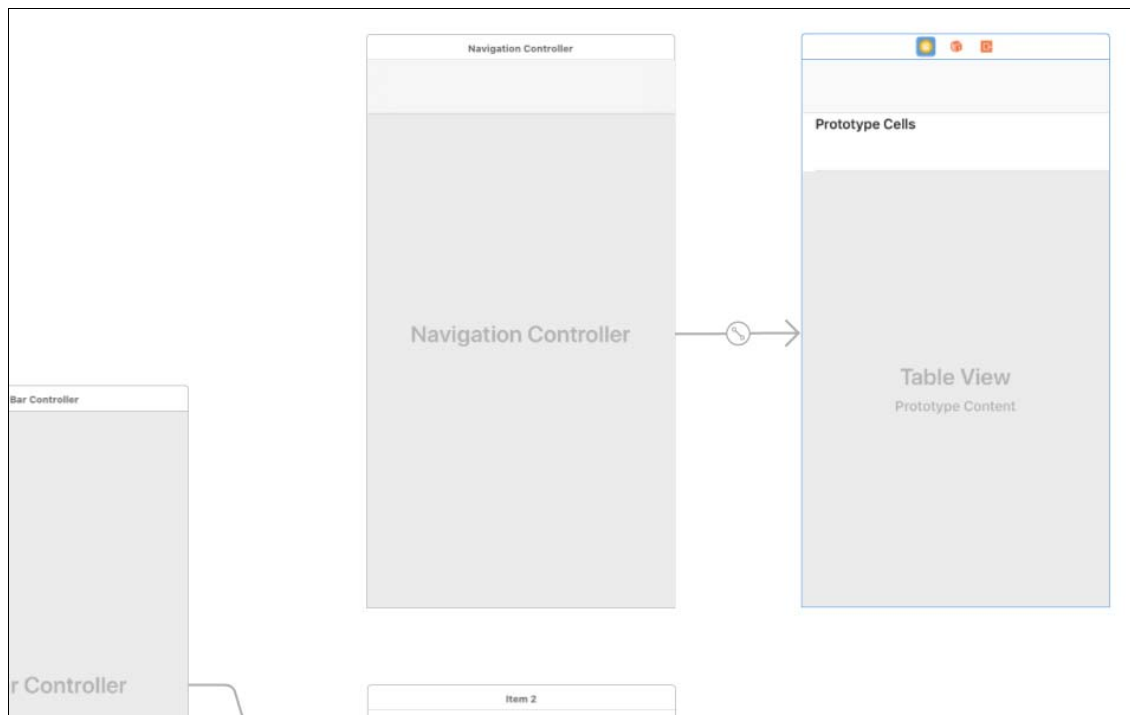 Navigation Controller
Prototype Cells
Navigation Controller
Table View
Prototype Content
Bar Controller
r Controller
Item 2